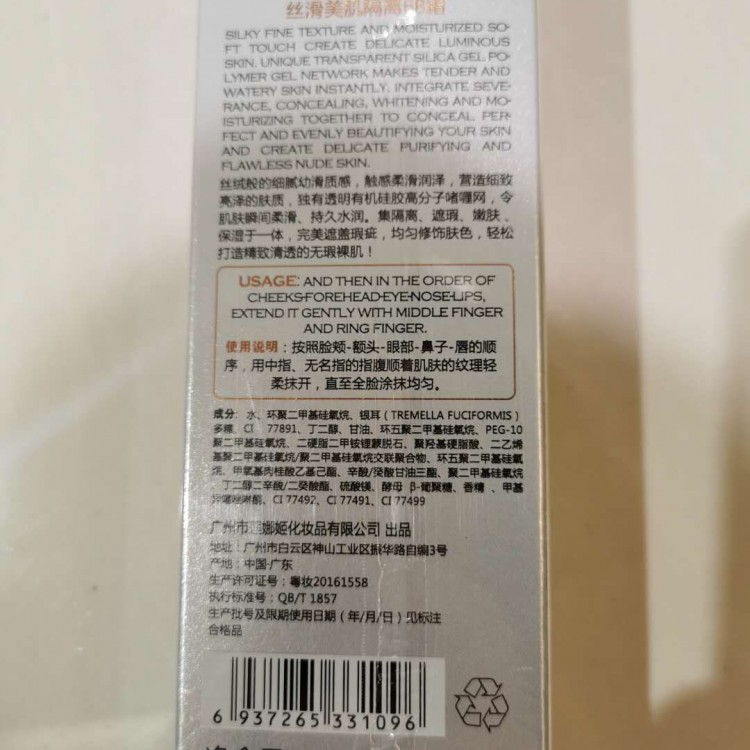 丝滑美肌隔离BB霜
SILKY FINE TEXTURE AND MOISTURIZED SO-
FT TOUCH CREATE DELICATE LUMINOUS
SKIN. UNIQUE TRANSPARENT SILICA GEL PO-
LYMER GEL NETWORK MAKES TENDER AND
WATERY SKIN INSTANTLY. INTEGRATE SEVE-
RANCE, CONCEALING, WHITENING AND MO-
ISTURIZING TOGETHER TO CONCEAL PER-
FECT AND EVENLY BEAUTIFYING YOUR SKIN
AND CREATE DELICATE PURIFYING AND
FLAWLESS NUDE SKIN.
丝绒般的细腻幼滑质感，触感柔滑润泽，营造细致
亮泽的肤质，独有透明有机硅胶高分子啫喱网，令
肌肤瞬间柔滑、持久水润。集隔离、遮瑕、嫩肤、
保湿于一体，完美遮盖瑕疵，均匀修饰肤色，轻松
打造精致清透的无瑕裸肌！
USAGE: AND THEN IN THE ORDER OF
CHEEKS-FOREHEAD-EYE-NOSE-LIPS,
EXTEND IT GENTLY WITH MIDDLE FINGER
AND RING FINGER.
使用说明：按照脸颊-额头-眼部-鼻子-唇的顺
序，用中指、无名指的指腹顺着肌肤的纹理轻
柔抹开，直至全脸涂抹均匀。
成分：水、环聚二甲基硅氧烷、银耳（TREMELLA FUCIFORMIS）
多糖、CI 77891、丁二醇、甘油、环五聚二甲基硅氧烷、PEG-10
聚二甲基硅氧烷、二硬脂二甲铵锂蒙脱石、聚羟基硬脂酸、二乙烯
基聚二甲基硅氧烷/聚二甲基硅氧烷交联聚合物、环五聚二甲基硅氧
烷、甲氧基肉桂酸乙基己酯、辛酸/癸酸甘油三酯、聚二甲基硅氧烷
、丁二醇二辛酸/二癸酸酯、硫酸镁、酵母 β-葡聚糖、香精、甲基
异噻唑啉酮、CI 77492、CI 77491、CI 77499
广州市 娜姬化妆品有限公司 出品
地址：广州市白云区神山工业区振华路自编3号
产地：中国·广东
生产许可证号：粤妆20161558
执行标准号：QB/T 1857
生产批号及限期使用日期（年/月/日）见标注
合格品
6 937265 331096